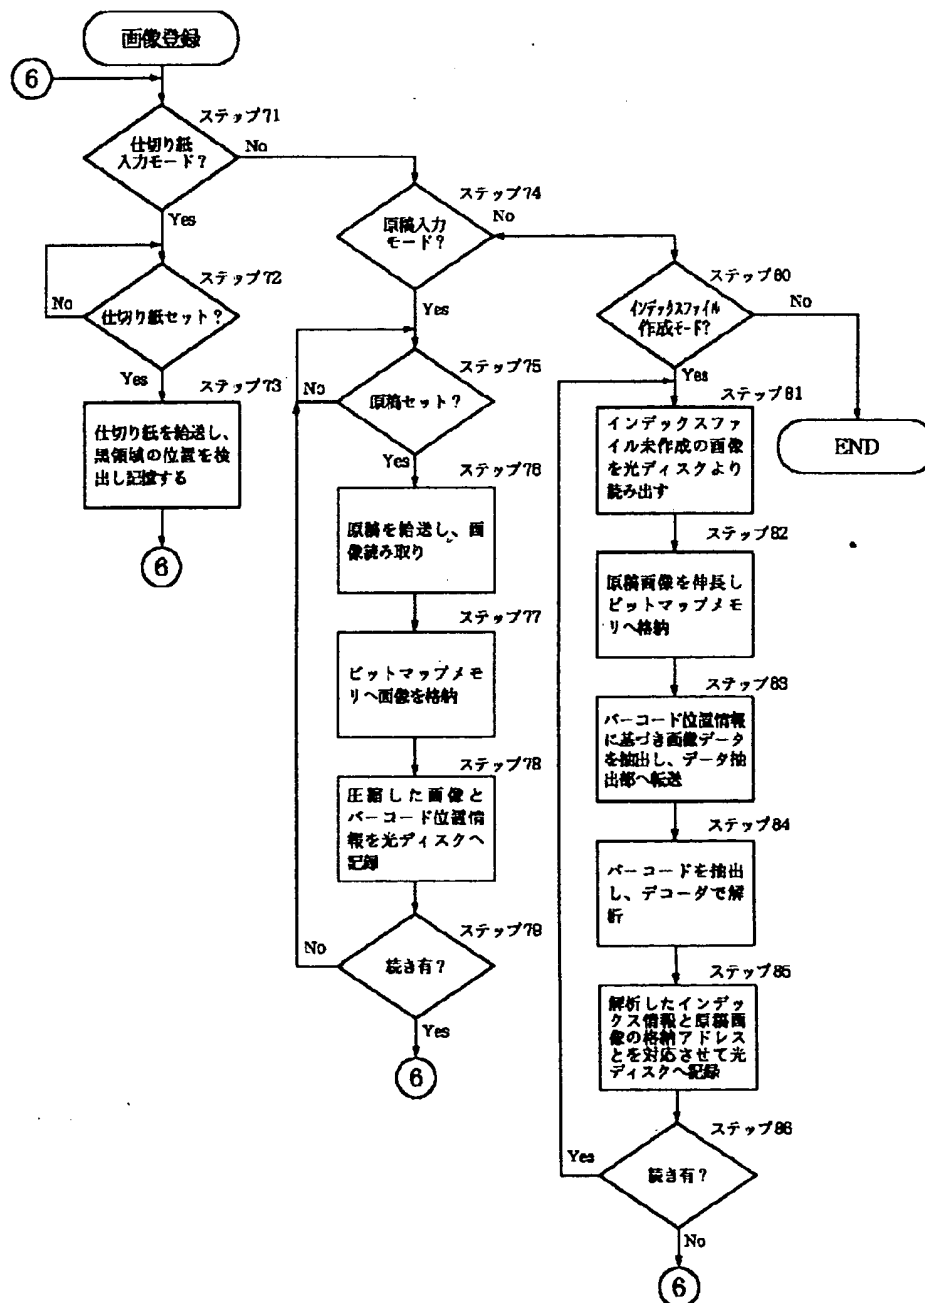 画像登録
6
ステップ71
仕切り紙
入力モード？
No
Yes
ステップ72
仕切り紙セット？
No
Yes
ステップ73
仕切り紙を給送し、
黒領域の位置を検
出し記憶する
6
ステップ74
原稿入力
モード？
No
Yes
ステップ75
原稿セット？
No
Yes
ステップ76
原稿を給送し、画
像読み取り
ステップ77
ビットマップメモ
リへ画像を格納
ステップ78
圧縮した画像と
バーコード位置情
報を光ディスクへ
記録
ステップ79
続き有？
No
Yes
6
ステップ80
インデックスファイル
作成モード？
No
Yes
END
ステップ81
インデックスファ
イル未作成の画像
を光ディスクより
読み出す
ステップ82
原稿画像を伸長し
ビットマップメモ
リへ格納
ステップ83
バーコード位置情報
に基づき画像データ
を抽出し、データ抽
出部へ転送
ステップ84
バーコードを抽出
し、デコーダで解
析
ステップ85
解析したインデッ
クス情報と原稿画
像の格納アドレス
とを対応させて光
ディスクへ記録
ステップ86
続き有？
Yes
No
6